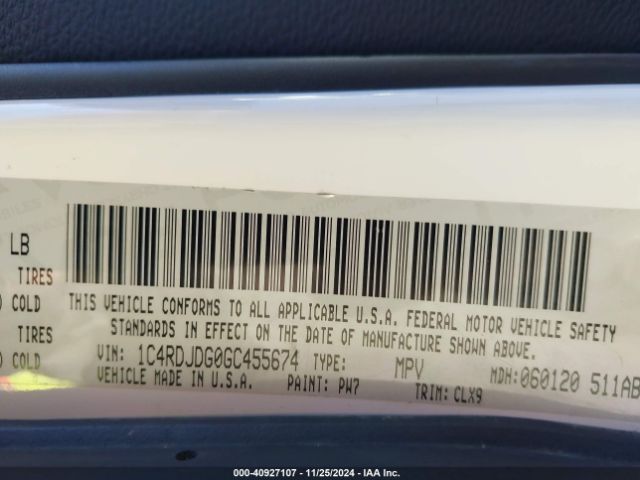 LB
TIRES
COLD
TIRES
COLD
THIS VEHICLE CONFORMS TO ALL APPLICABLE U.S.A. FEDERAL MOTOR VEHICLE SAFETY
STANDARDS IN EFFECT ON THE DATE OF MANUFACTURE SHOWN ABOVE.
VIN: 1C4RDJDG0GC455674 TYPE: MPV MDH:060120 511AB
VEHICLE MADE IN U.S.A. PAINT: PW7 TRIM: CLX9
000-40927107 - 11/25/2024 - IAA Inc.